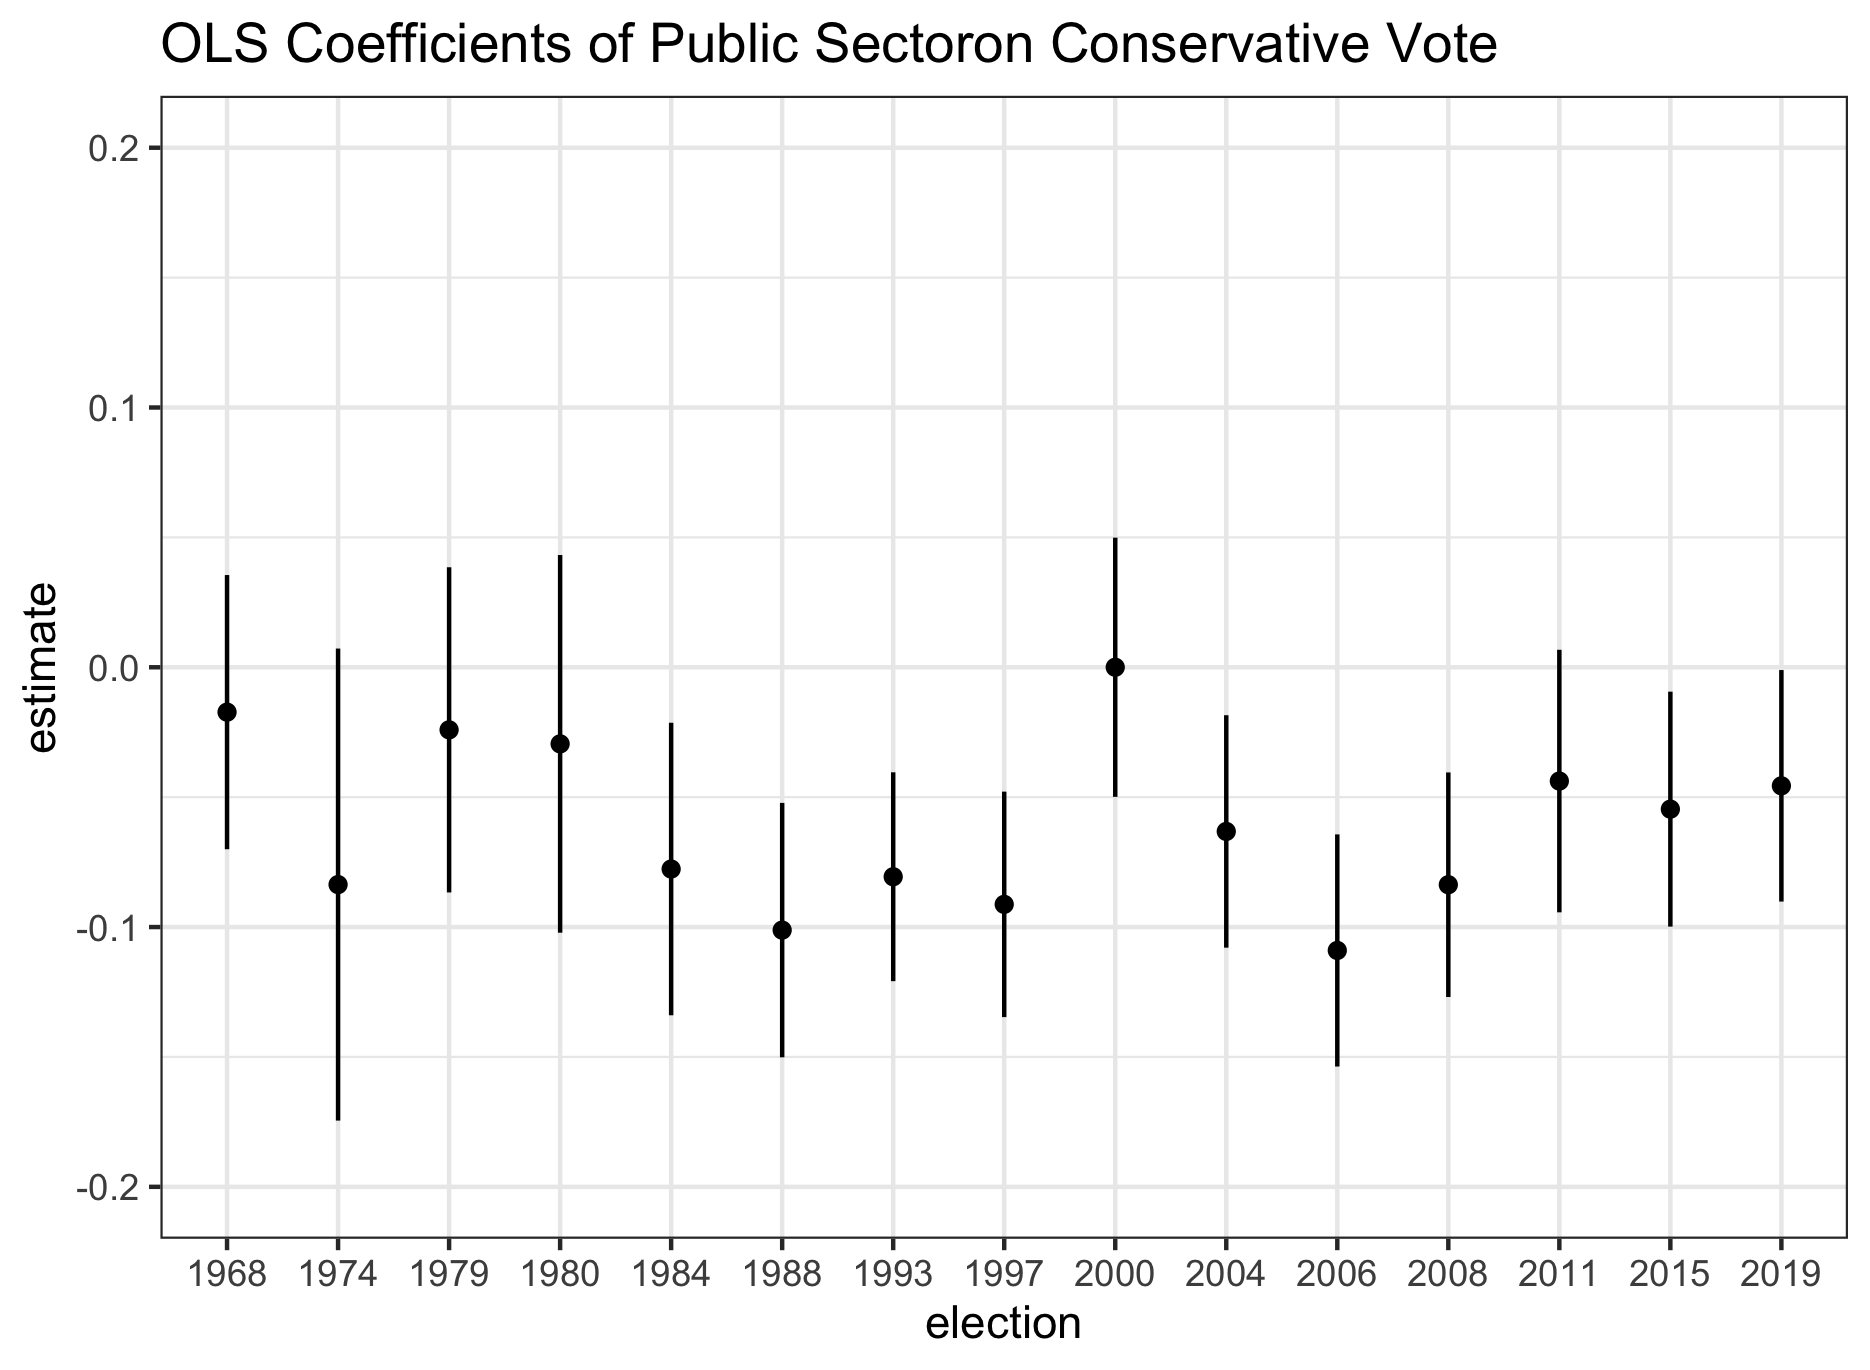 OLS Coefficients of Public Sectoron Conservative Vote
0.2
0.1
0.0
-0.1
-0.2
estimate
1968 1974 1979 1980 1984 1988 1993 1997 2000 2004 2006 2008 2011 2015 2019
election